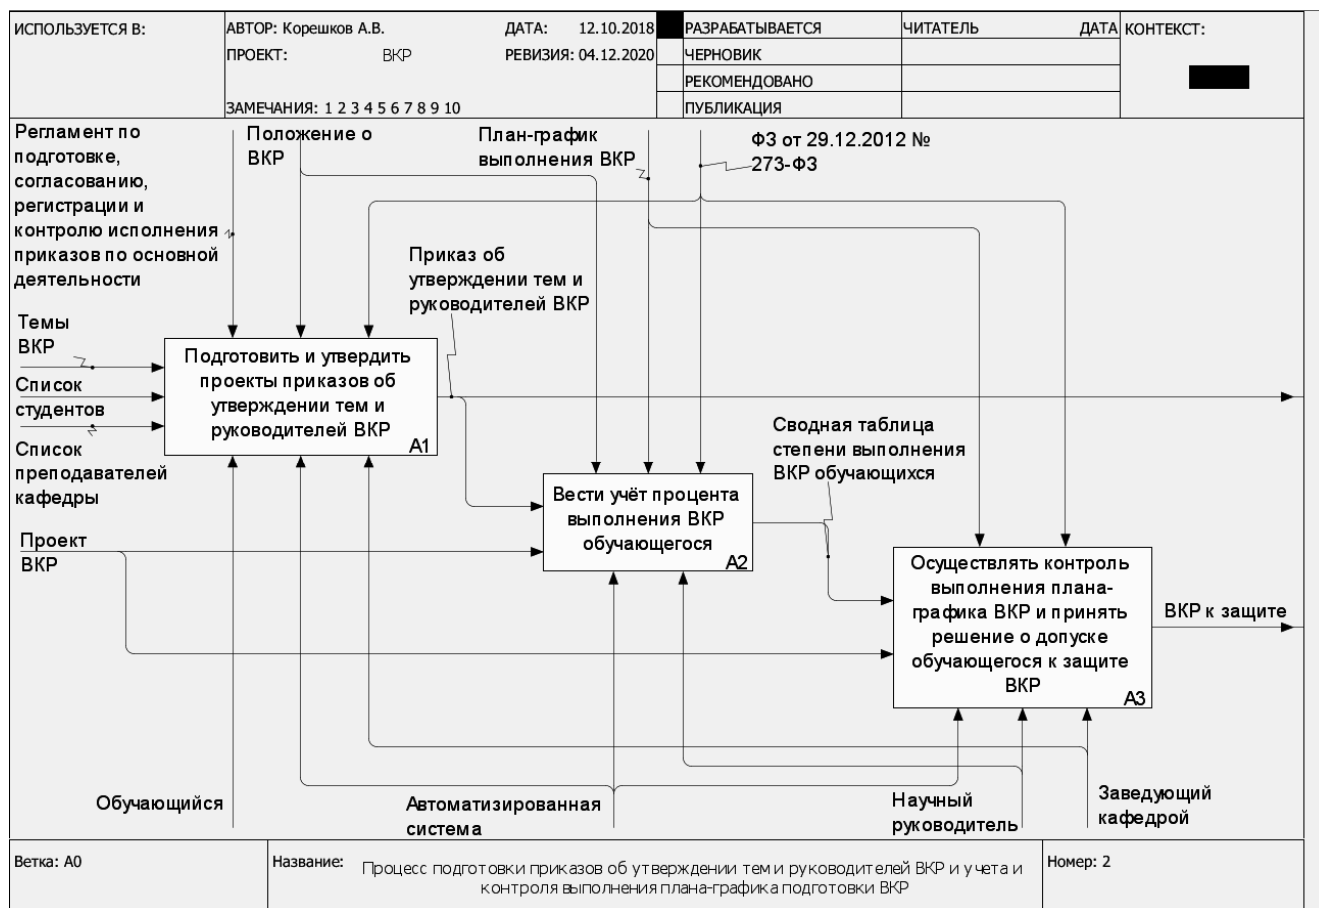 ИСПОЛЬЗУЕТСЯ В:
АВТОР: Корешков А.В.
ДАТА: 12.10.2018
РАЗРАБАТЫВАЕТСЯ
ЧИТАТЕЛЬ
ДАТА
КОНТЕКСТ:
ПРОЕКТ: ВКР
РЕВИЗИЯ: 04.12.2020
ЧЕРНОВИК
РЕКОМЕНДОВАНО
ЗАМЕЧАНИЯ: 1 2 3 4 5 6 7 8 9 10
ПУБЛИКАЦИЯ
Регламент по
подготовке,
согласованию,
регистрации и
контролю исполнения
приказов по основной
деятельности
Положение о
ВКР
План-график
выполнения ВКР
ФЗ от 29.12.2012 №
273-ФЗ
Приказ об
утверждении тем и
руководителей ВКР
Темы
ВКР
Список
студентов
Список
преподавателей
кафедры
Подготовить и утвердить
проекты приказов об
утверждении тем и
руководителей ВКР
А1
Сводная таблица
степени выполнения
ВКР обучающихся
Проект
ВКР
Вести учёт процента
выполнения ВКР
обучающегося
А2
Осуществлять контроль
выполнения плана-
графика ВКР и принять
решение о допуске
обучающегося к защите
ВКР
А3
ВКР к защите
Обучающийся
Автоматизированная
система
Научный
руководитель
Заведующий
кафедрой
Ветка: А0
Название:
Процесс подготовки приказов об утверждении тем и руководителей ВКР и учета и
контроля выполнения плана-графика подготовки ВКР
Номер: 2